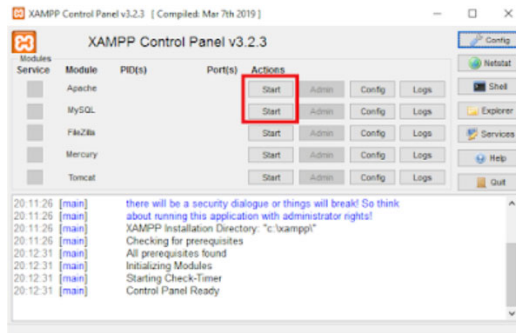 XAMPP Control Panel v3.2.3 [ Compiled: Mar 7th 2019 ]
XAMPP Control Panel v3.2.3
Config
Modules
Service Module PID(s) Port(s) Actions
Netstat
Apache Start Admin Config Logs
Shell
MySQL Start Admin Config Logs
Explorer
FileZilla Start Admin Config Logs
Services
Mercury Start Admin Config Logs
Help
Tomcat Start Admin Config Logs
Quit
20:11:26 [main] there will be a security dialogue or things will break! So think
20:11:26 [main] about running this application with administrator rights!
20:11:26 [main] XAMPP Installation Directory: "c:\xampp\"
20:11:26 [main] Checking for prerequisites
20:12:31 [main] All prerequisites found
20:12:31 [main] Initializing Modules
20:12:31 [main] Starting Check-Timer
20:12:31 [main] Control Panel Ready